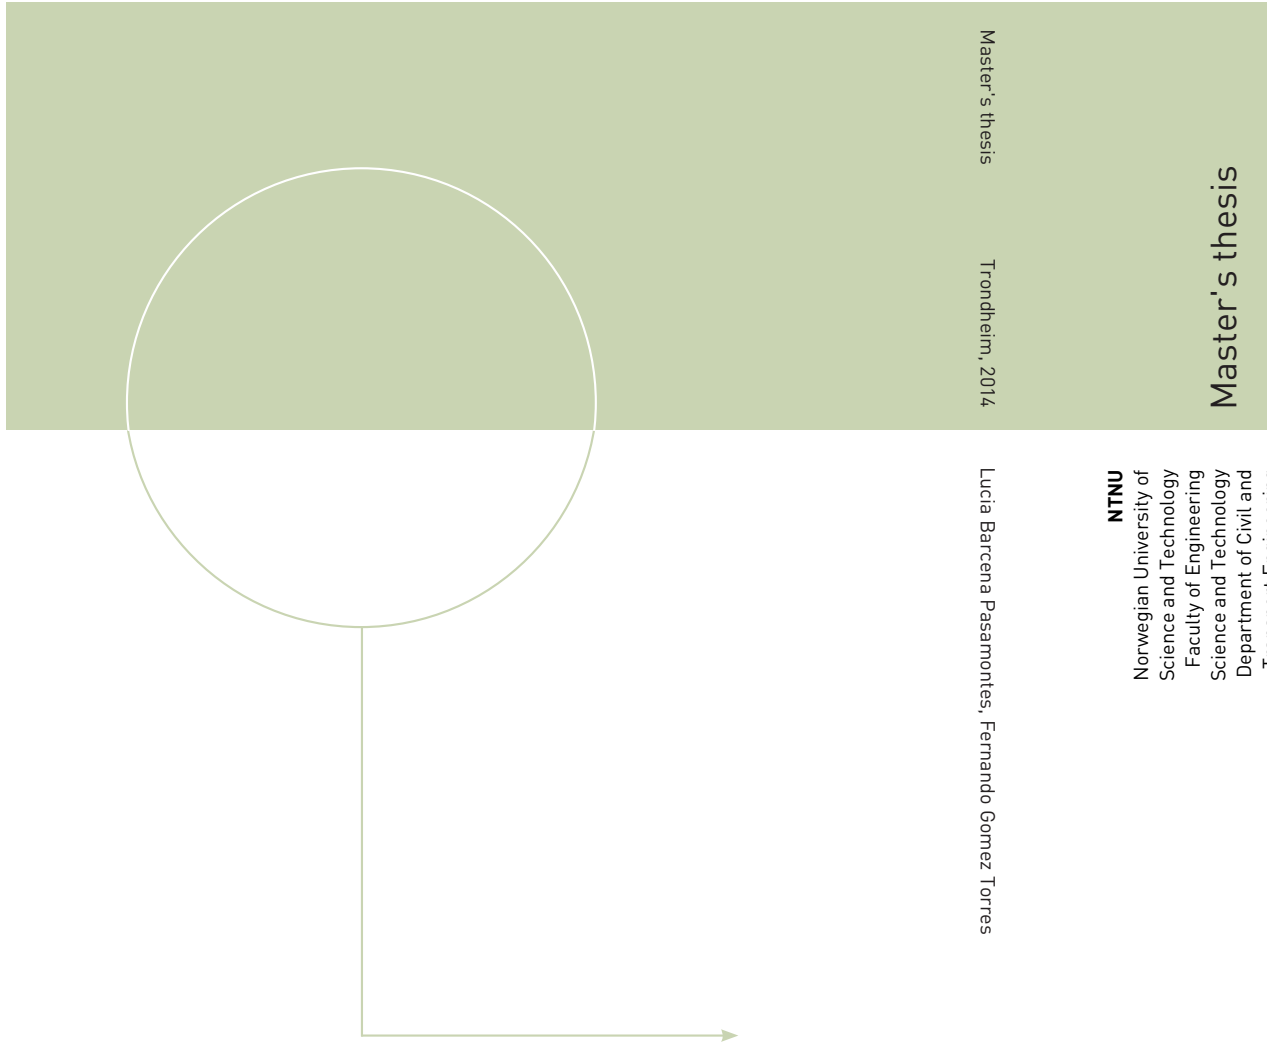 Master's thesis
Trondheim, 2014
Lucia Barcena Pasamontes, Fernando Gomez Torres
Master's thesis
NTNU
Norwegian University of
Science and Technology
Faculty of Engineering
Science and Technology
Department of Civil and